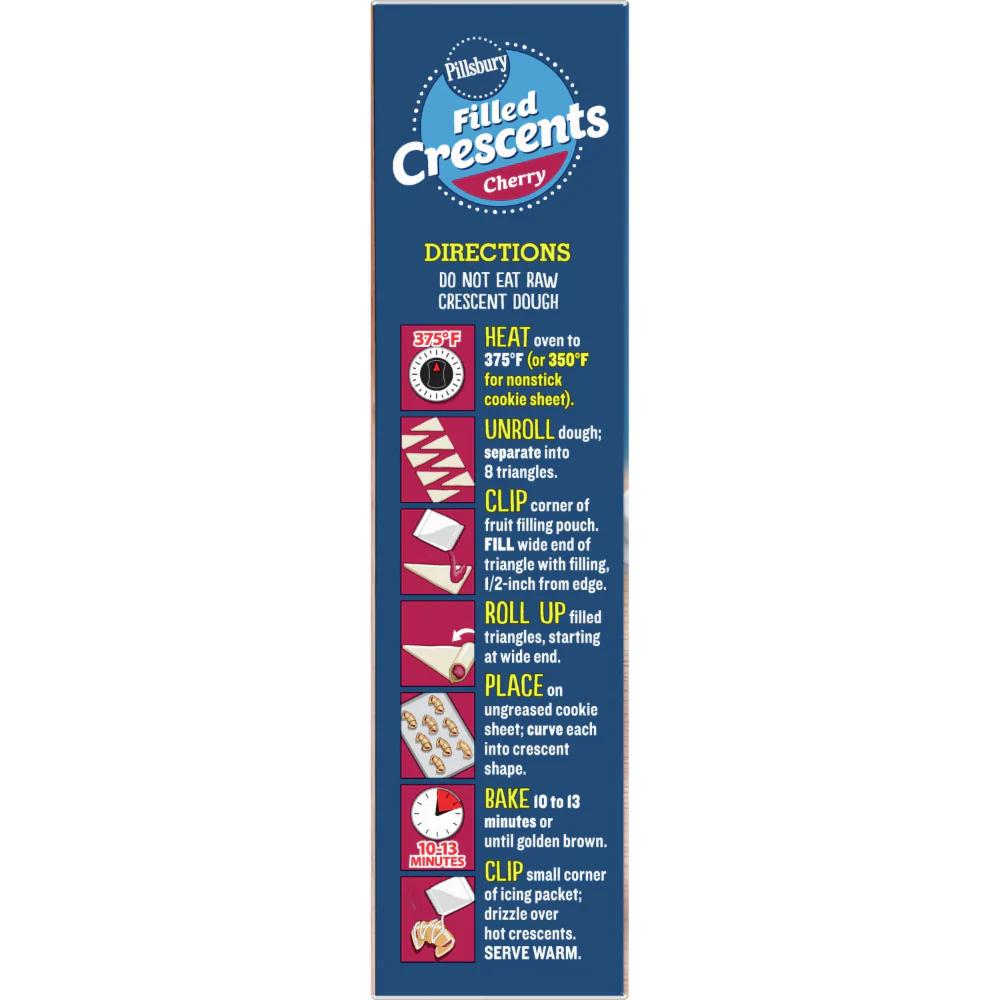 Pillsbury
Filled
Crescents
Cherry
DIRECTIONS
DO NOT EAT RAW
CRESCENT DOUGH
375°F
HEAT oven to
375°F (or 350°F
for nonstick
cookie sheet).
UNROLL dough;
separate into
8 triangles.
CLIP corner of
fruit filling pouch.
FILL wide end of
triangle with filling,
1/2-inch from edge.
ROLL UP filled
triangles, starting
at wide end.
PLACE on
ungreased cookie
sheet; curve each
into crescent
shape.
10-13
MINUTES
BAKE 10 to 13
minutes or
until golden brown.
CLIP small corner
of icing packet;
drizzle over
hot crescents.
SERVE WARM.